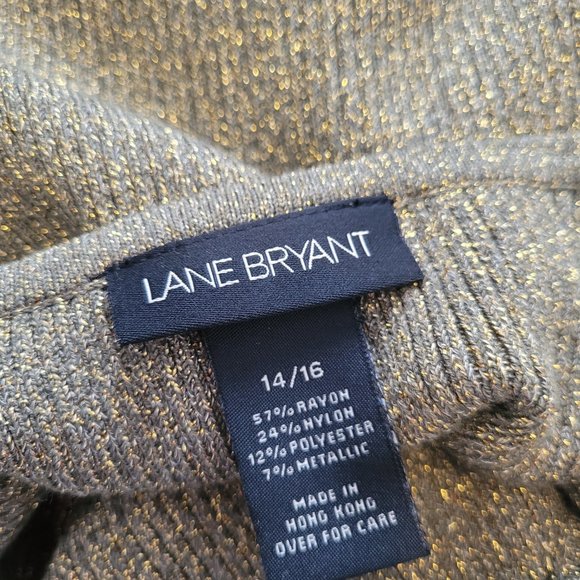 LANE BRYANT
14/16
57% RAYON
24% NYLON
12% POLYESTER
7% METALLIC
MADE IN
HONG KONG
OVER FOR CARE